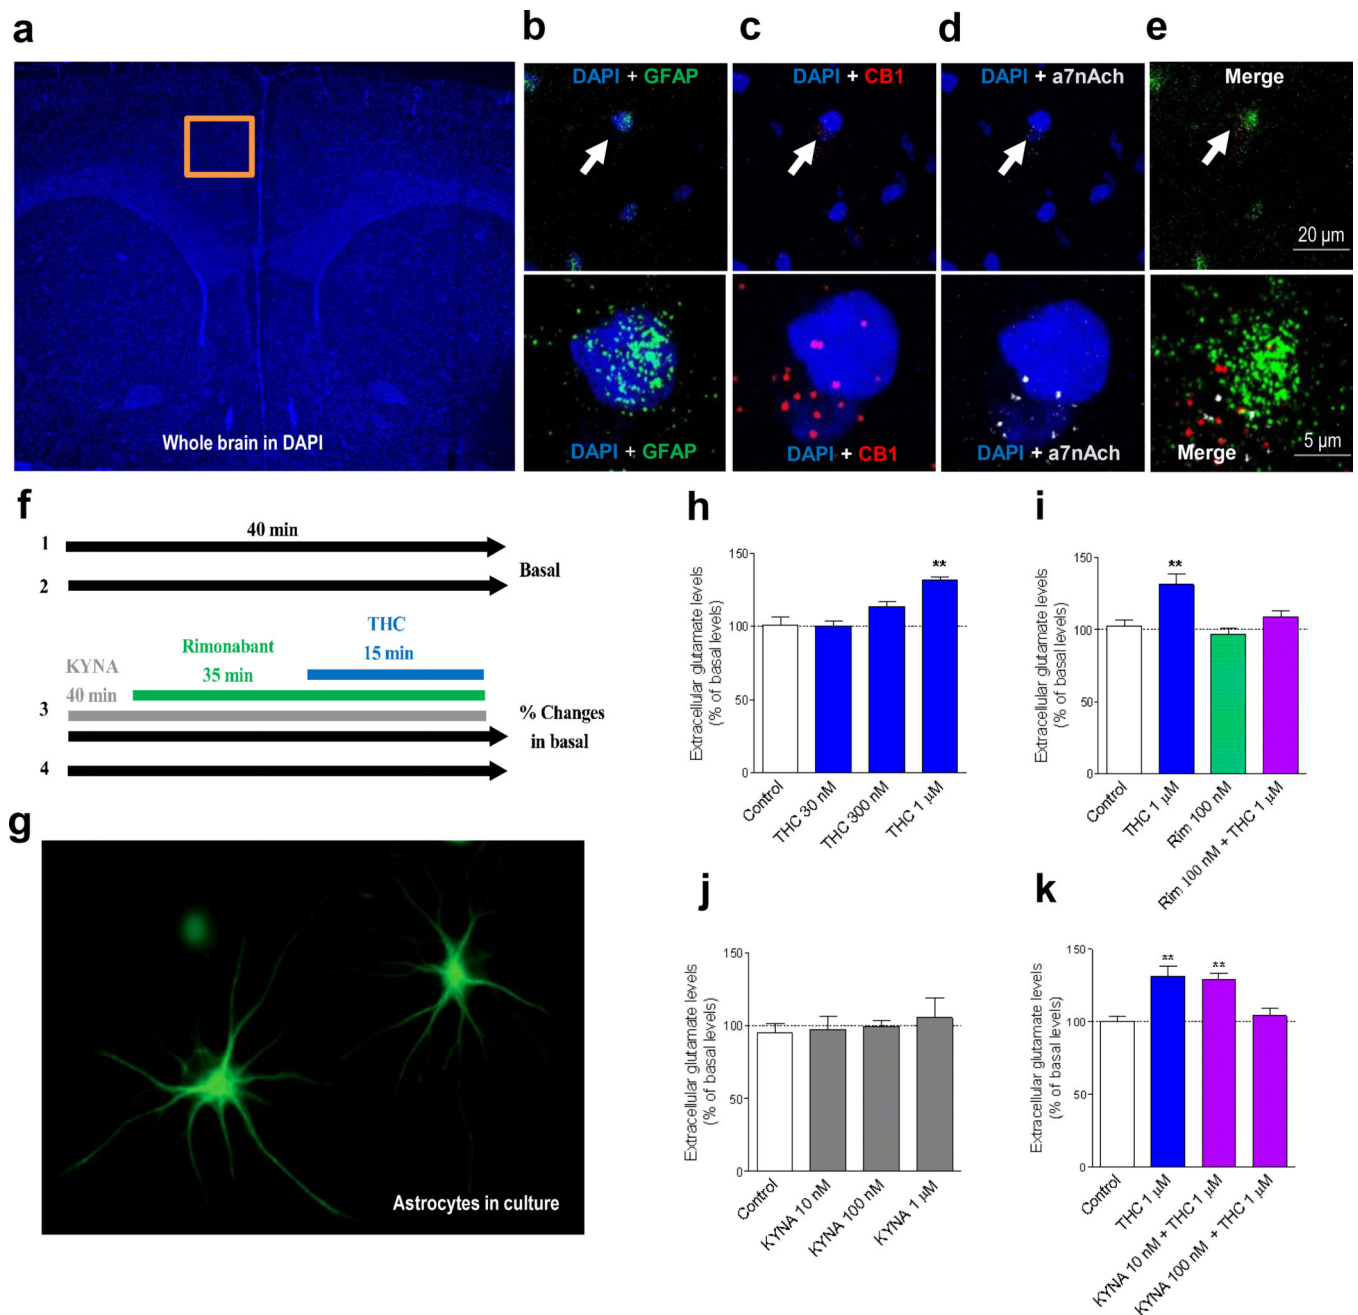 a
Whole brain in DAPI
b
DAPI + GFAP
DAPI + GFAP
c
DAPI + CB1
DAPI + CB1
d
DAPI + a7nAch
DAPI + a7nAch
e
Merge
20 µm
Merge
5 µm
f
40 min
1
Basal
2
THC
15 min
Rimonabant
35 min
KYNA
40 min
3
% Changes
in basal
4
g
Astrocytes in culture
h
Extracellular glutamate levels
(% of basal levels)
150
100
50
0
**
Control
THC 30 nM
THC 300 nM
THC 1 µM
i
Extracellular glutamate levels
(% of basal levels)
150
100
50
0
**
Control
THC 1 µM
Rim 100 nM
Rim 100 nM + THC 1 µM
j
Extracellular glutamate levels
(% of basal levels)
150
100
50
0
Control
KYNA 10 nM
KYNA 100 nM
KYNA 1 µM
k
Extracellular glutamate levels
(% of basal levels)
150
100
50
0
**
**
Control
THC 1 µM
KYNA 10 nM + THC 1 µM
KYNA 100 nM + THC 1 µM